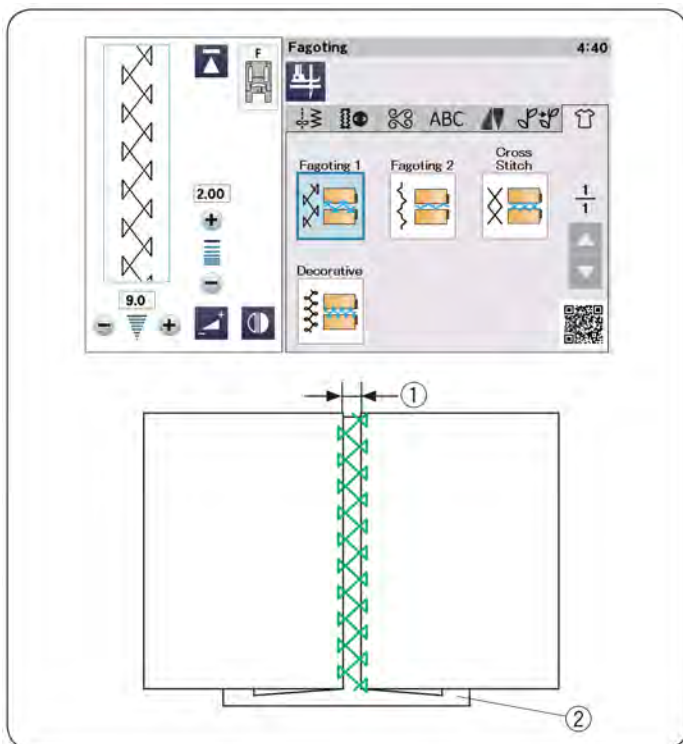 Fagoting 4:40
F
ABC
2.00
9.0
Fagoting 1 Fagoting 2 Cross Stitch
1
1
Decorative
①
②